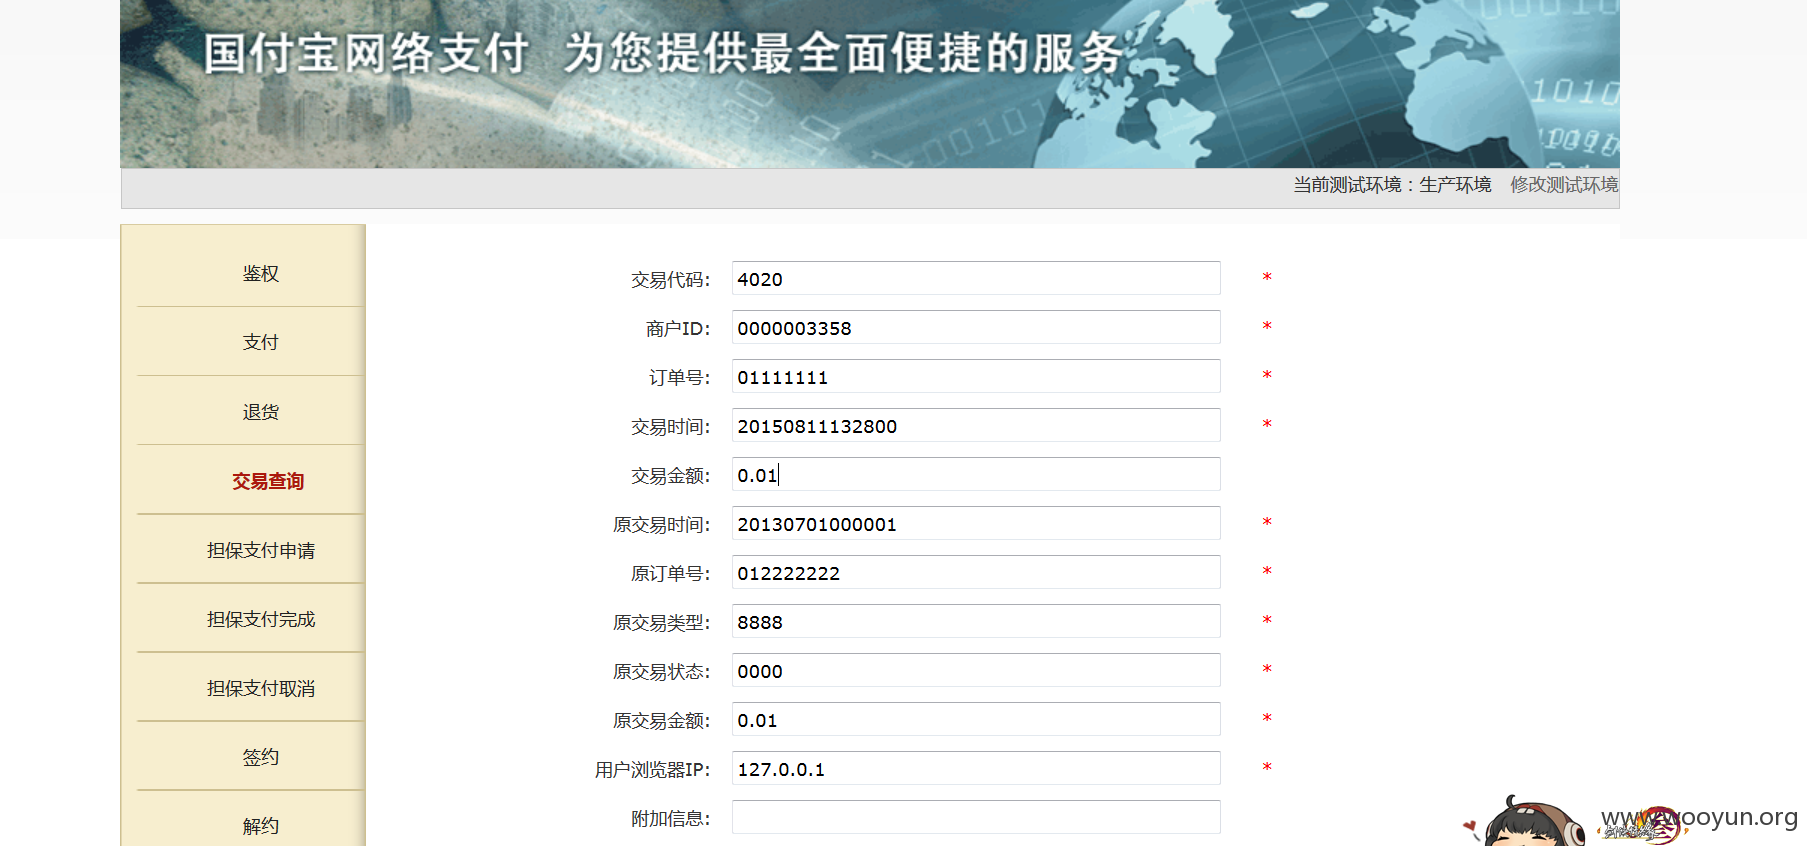 国付宝网络支付 为您提供最全面便捷的服务
当前测试环境：生产环境 修改测试环境
鉴权
支付
退货
交易查询
担保支付申请
担保支付完成
担保支付取消
签约
解约
交易代码: 4020 *
商户ID: 0000003358 *
订单号: 01111111 *
交易时间: 20150811132800 *
交易金额: 0.01
原交易时间: 20130701000001 *
原订单号: 012222222 *
原交易类型: 8888 *
原交易状态: 0000 *
原交易金额: 0.01 *
用户浏览器IP: 127.0.0.1 *
附加信息:
www.wooyun.org